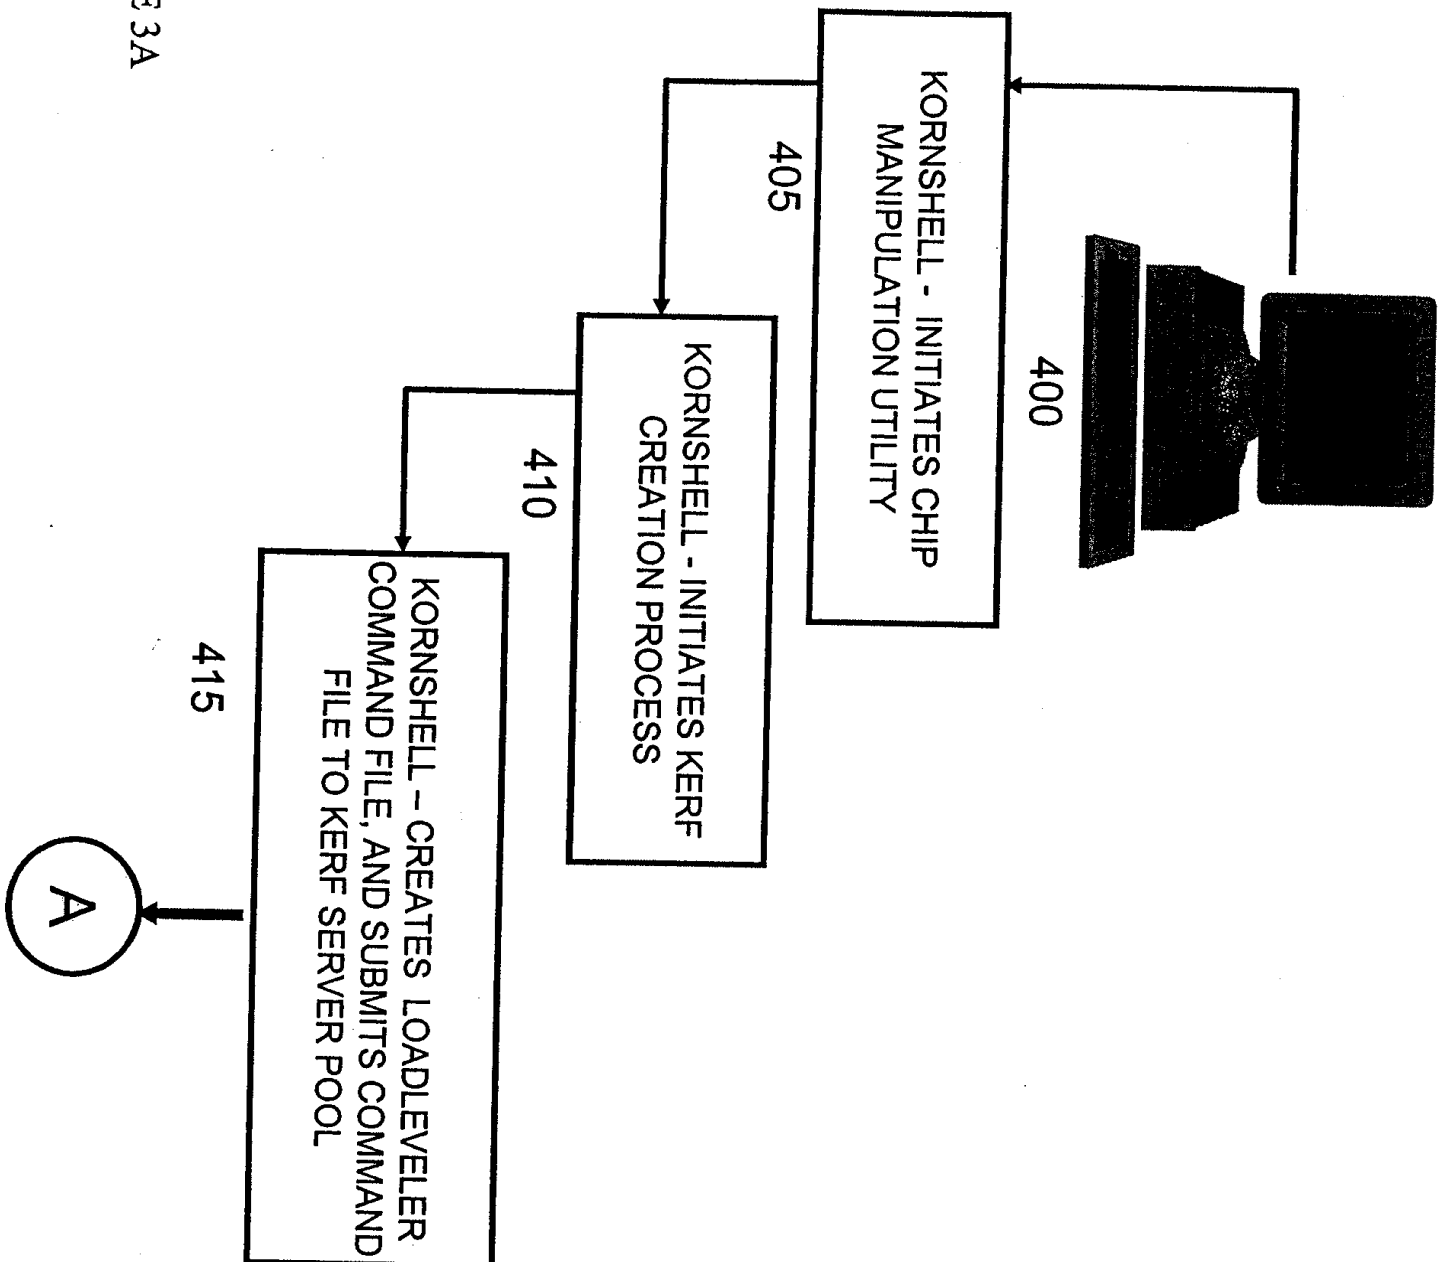 400
KORNSHELL - INITIATES CHIP
MANIPULATION UTILITY
405
KORNSHELL - INITIATES KERF
CREATION PROCESS
410
KORNSHELL – CREATES LOADLEVELER
COMMAND FILE, AND SUBMITS COMMAND
FILE TO KERF SERVER POOL
415
A
3A